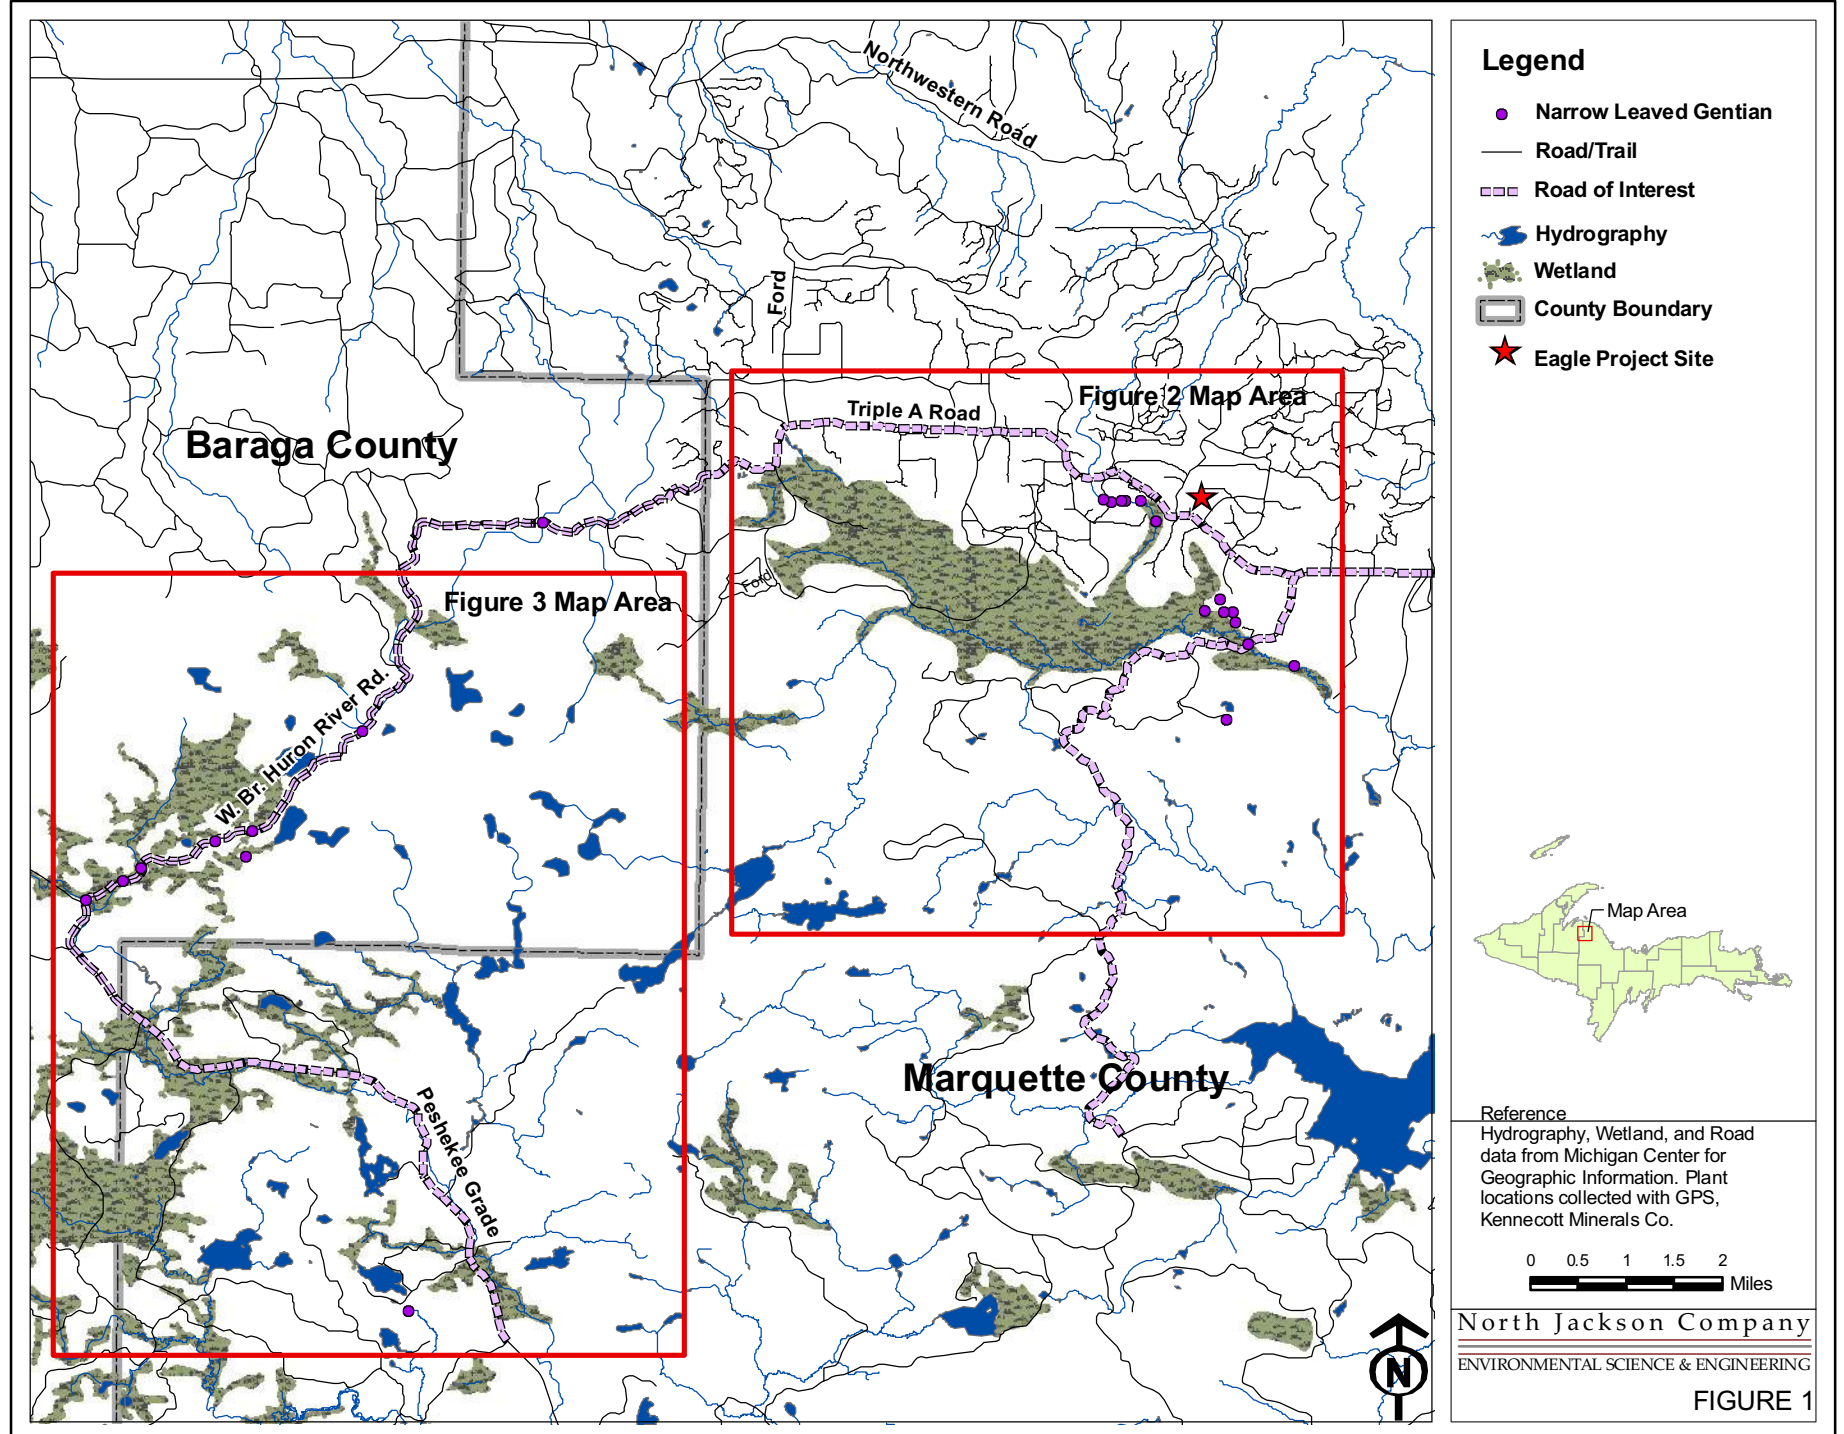 Northwestern Road
Ford
Triple A Road
Figure 2 Map Area
Baraga County
Ford
Figure 3 Map Area
W. Br. Huron River Rd.
Marquette County
Peshekee Grade
N
Legend
Narrow Leaved Gentian
Road/Trail
Road of Interest
Hydrography
Wetland
County Boundary
Eagle Project Site
Map Area
Reference
Hydrography, Wetland, and Road
data from Michigan Center for
Geographic Information. Plant
locations collected with GPS,
Kennecott Minerals Co.
0 0.5 1 1.5 2
Miles
North Jackson Company
ENVIRONMENTAL SCIENCE & ENGINEERING
FIGURE 1